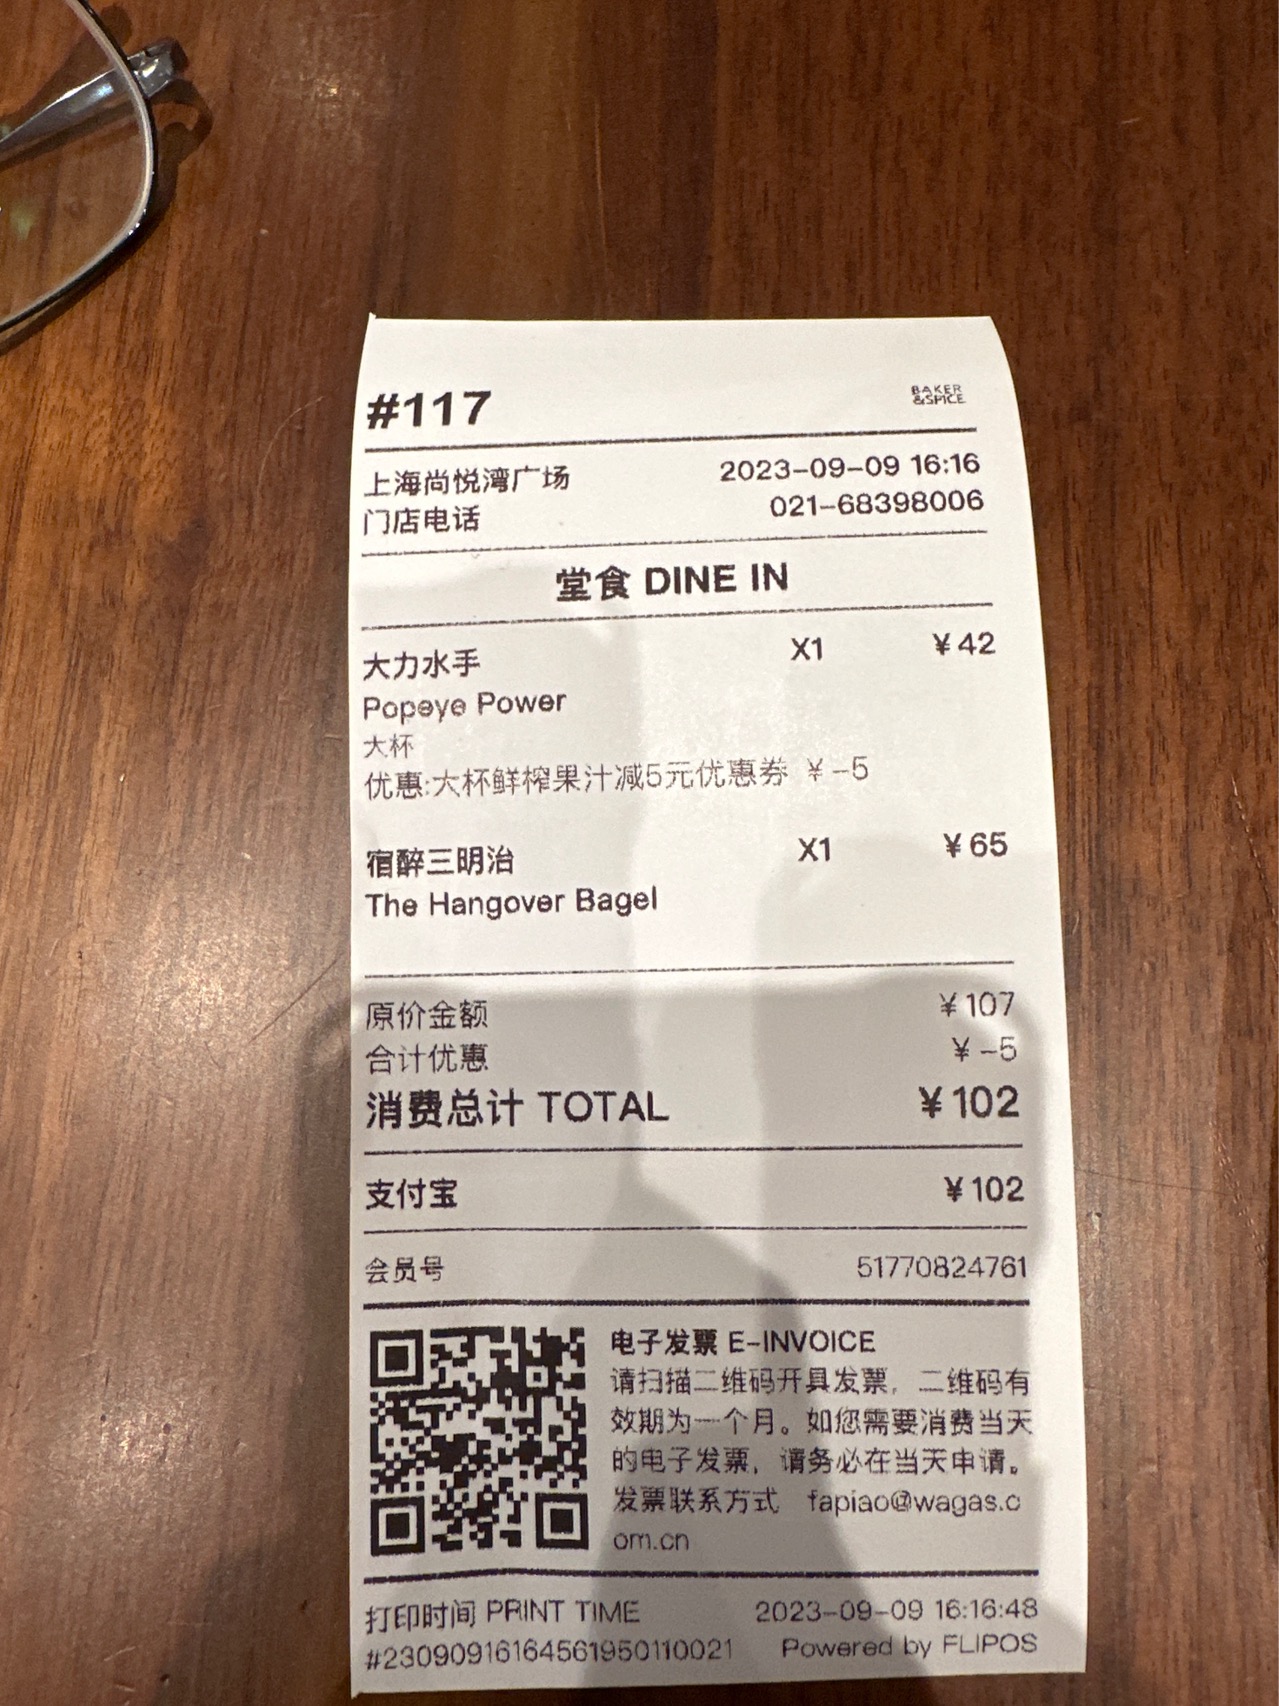 #117
BAKER
&SPICE
上海尚悦湾广场 2023-09-09 16:16
门店电话 021-68398006
堂食 DINE IN
大力水手 X1 ¥42
Popeye Power
大杯
优惠:大杯鲜榨果汁减5元优惠券 ¥-5
宿醉三明治 X1 ¥65
The Hangover Bagel
原价金额 ¥107
合计优惠 ¥-5
消费总计 TOTAL ¥102
支付宝 ¥102
会员号 51770824761
电子发票 E-INVOICE
请扫描二维码开具发票，二维码有
效期为一个月。如您需要消费当天
的电子发票，请务必在当天申请。
发票联系方式 fapiao@wagas.c
om.cn
打印时间 PRINT TIME 2023-09-09 16:16:48
#2309091616456195011​0021 Powered by FLIPOS